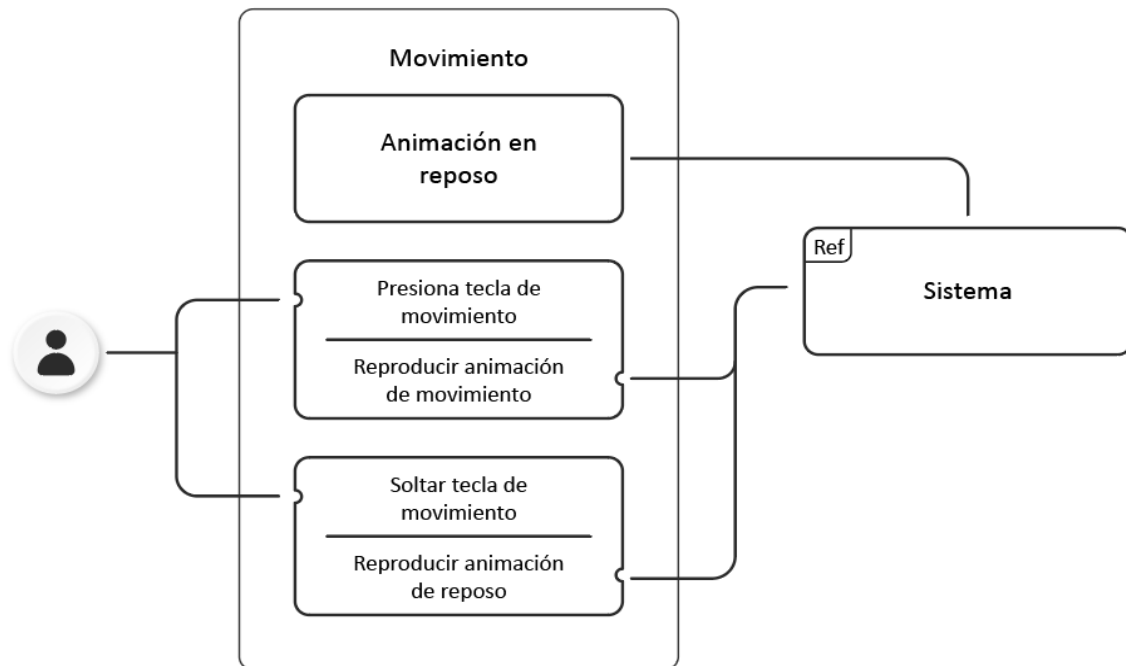 Movimiento
Animación en
reposo
Ref
Sistema
Presiona tecla de
movimiento
Reproducir animación
de movimiento
Soltar tecla de
movimiento
Reproducir animación
de reposo